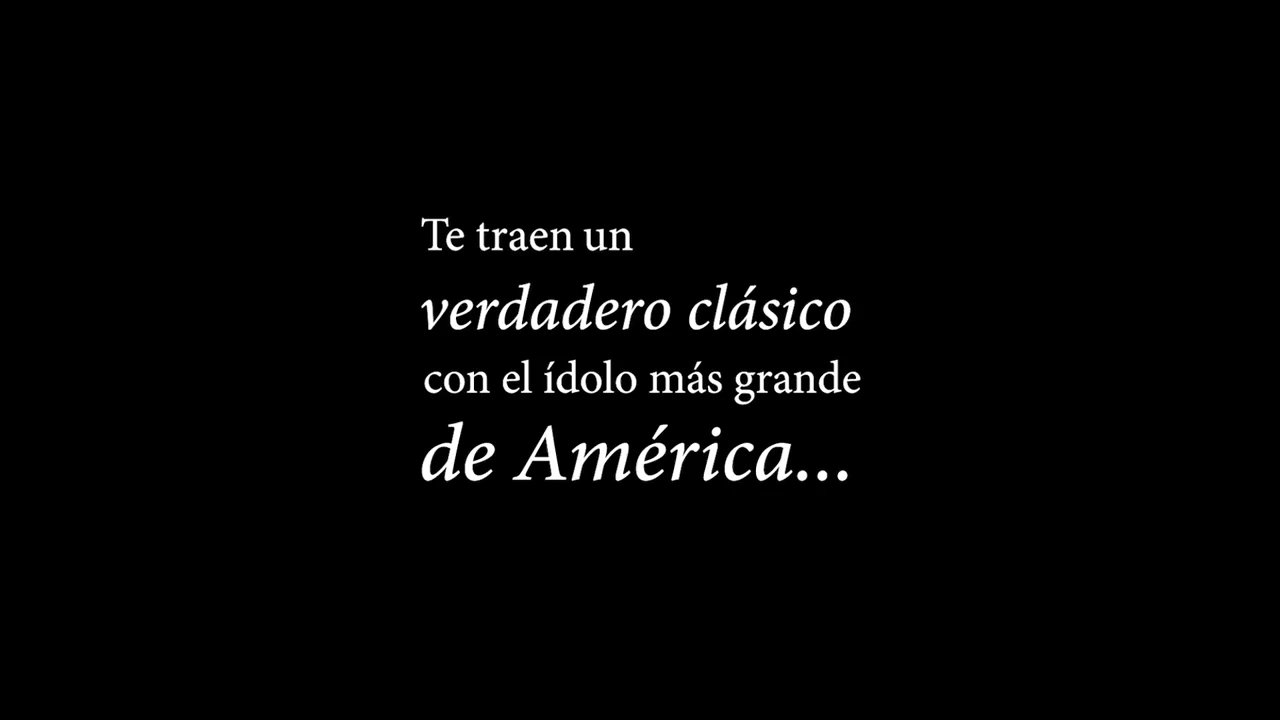 Te traen un
verdadero clásico
con el ídolo más grande
de América...